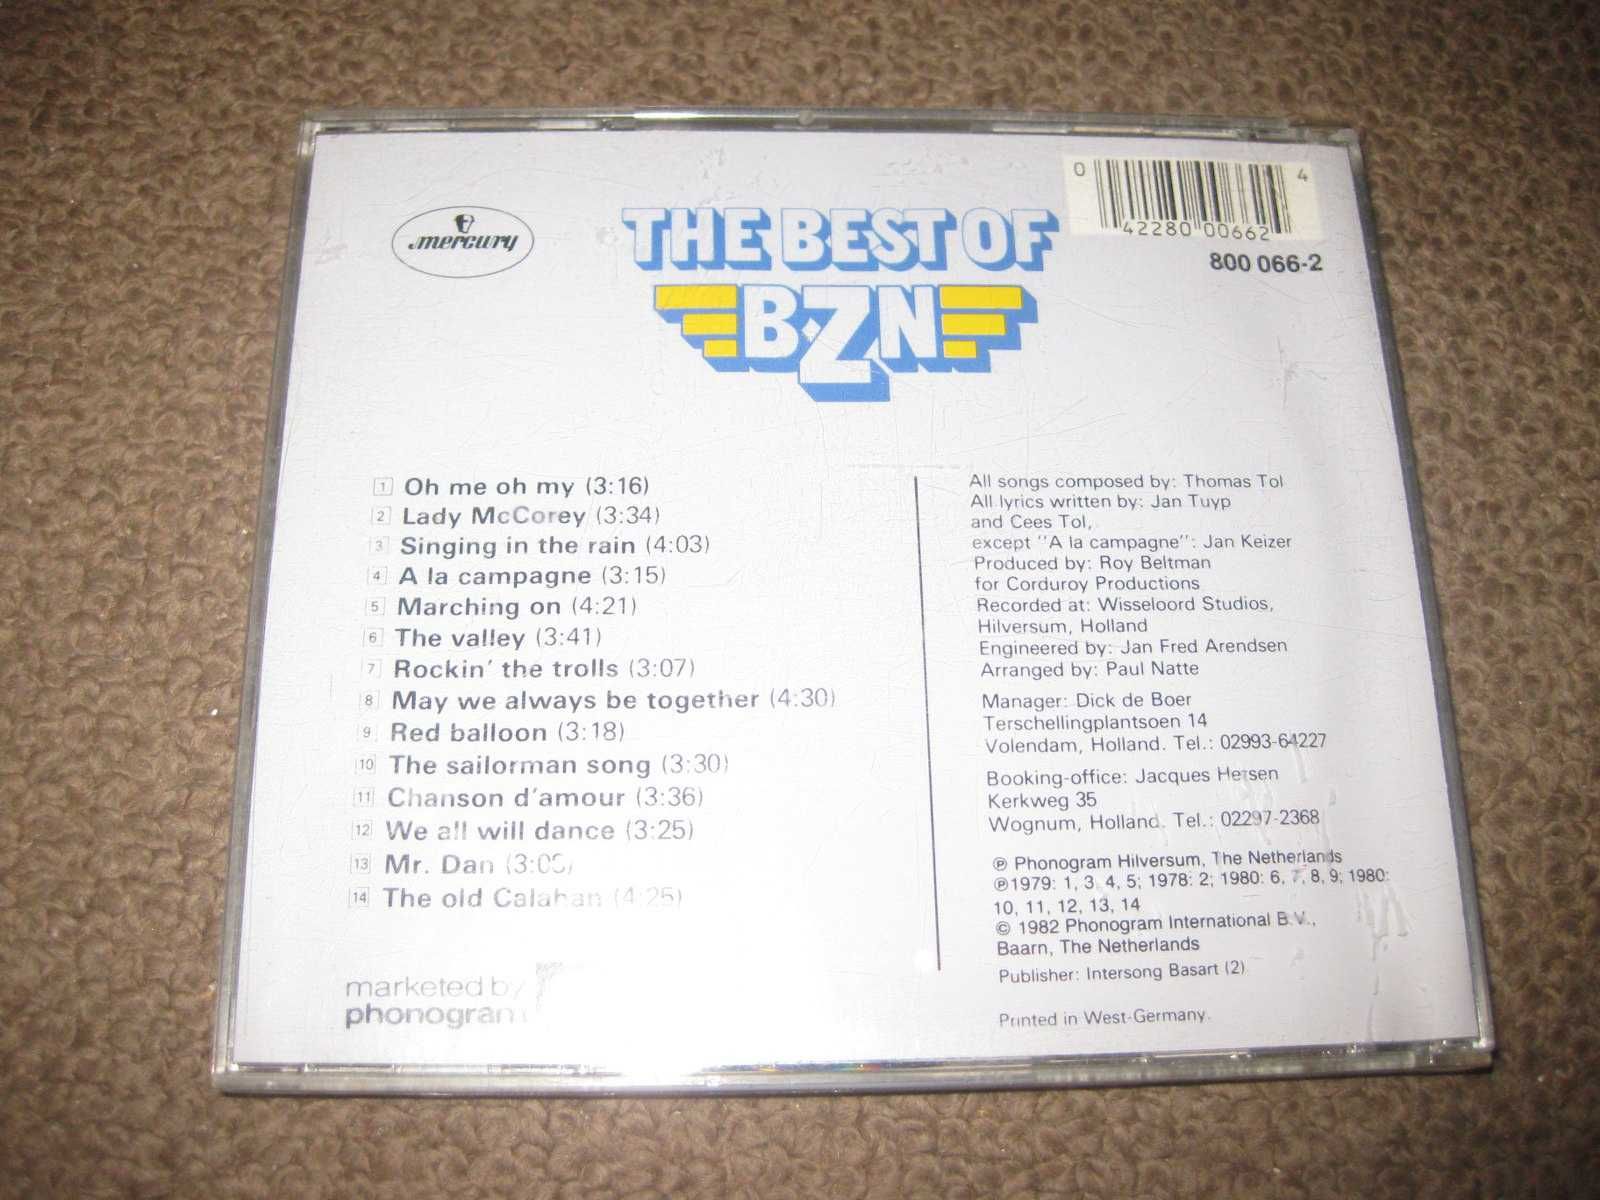 mercury
THE BEST OF
BZN
0 42280 00662 4
800 066-2
1 Oh me oh my (3:16)
2 Lady McCorey (3:34)
3 Singing in the rain (4:03)
4 A la campagne (3:15)
5 Marching on (4:21)
6 The valley (3:41)
7 Rockin' the trolls (3:07)
8 May we always be together (4:30)
9 Red balloon (3:18)
10 The sailorman song (3:30)
11 Chanson d'amour (3:36)
12 We all will dance (3:25)
13 Mr. Dan
14 The old Calahan (4:25)
marketed by
phonogram
All songs composed by: Thomas Tol
All lyrics written by: Jan Tuyp
and Cees Tol,
except "A la campagne": Jan Keizer
Produced by: Roy Beltman
for Corduroy Productions
Recorded at: Wisseloord Studios,
Hilversum, Holland
Engineered by: Jan Fred Arendsen
Arranged by: Paul Natte
Manager: Dick de Boer
Terschellingplantsoen 14
Volendam, Holland. Tel.: 02993-64227
Booking-office: Jacques Hetsen
Kerkweg 35
Wognum, Holland. Tel.: 02297-2368
℗ Phonogram Hilversum, The Netherlands
℗1979: 1, 3, 4, 5; 1978: 2; 1980: 6, 7, 8, 9; 1980:
10, 11, 12, 13, 14
© 1982 Phonogram International B.V.,
Baarn, The Netherlands
Publisher: Intersong Basart (2)
Printed in West-Germany.